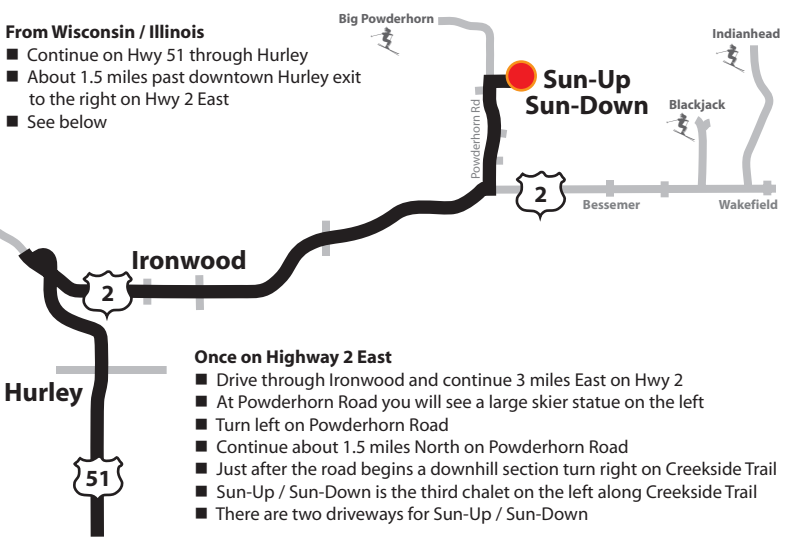 From Wisconsin / Illinois
■ Continue on Hwy 51 through Hurley
■ About 1.5 miles past downtown Hurley exit
to the right on Hwy 2 East
■ See below
Big Powderhorn
Indianhead
Sun-Up
Sun-Down
Blackjack
Powderhorn Rd
2
Bessemer
Wakefield
Ironwood
2
Hurley
51
Once on Highway 2 East
■ Drive through Ironwood and continue 3 miles East on Hwy 2
■ At Powderhorn Road you will see a large skier statue on the left
■ Turn left on Powderhorn Road
■ Continue about 1.5 miles North on Powderhorn Road
■ Just after the road begins a downhill section turn right on Creekside Trail
■ Sun-Up / Sun-Down is the third chalet on the left along Creekside Trail
■ There are two driveways for Sun-Up / Sun-Down